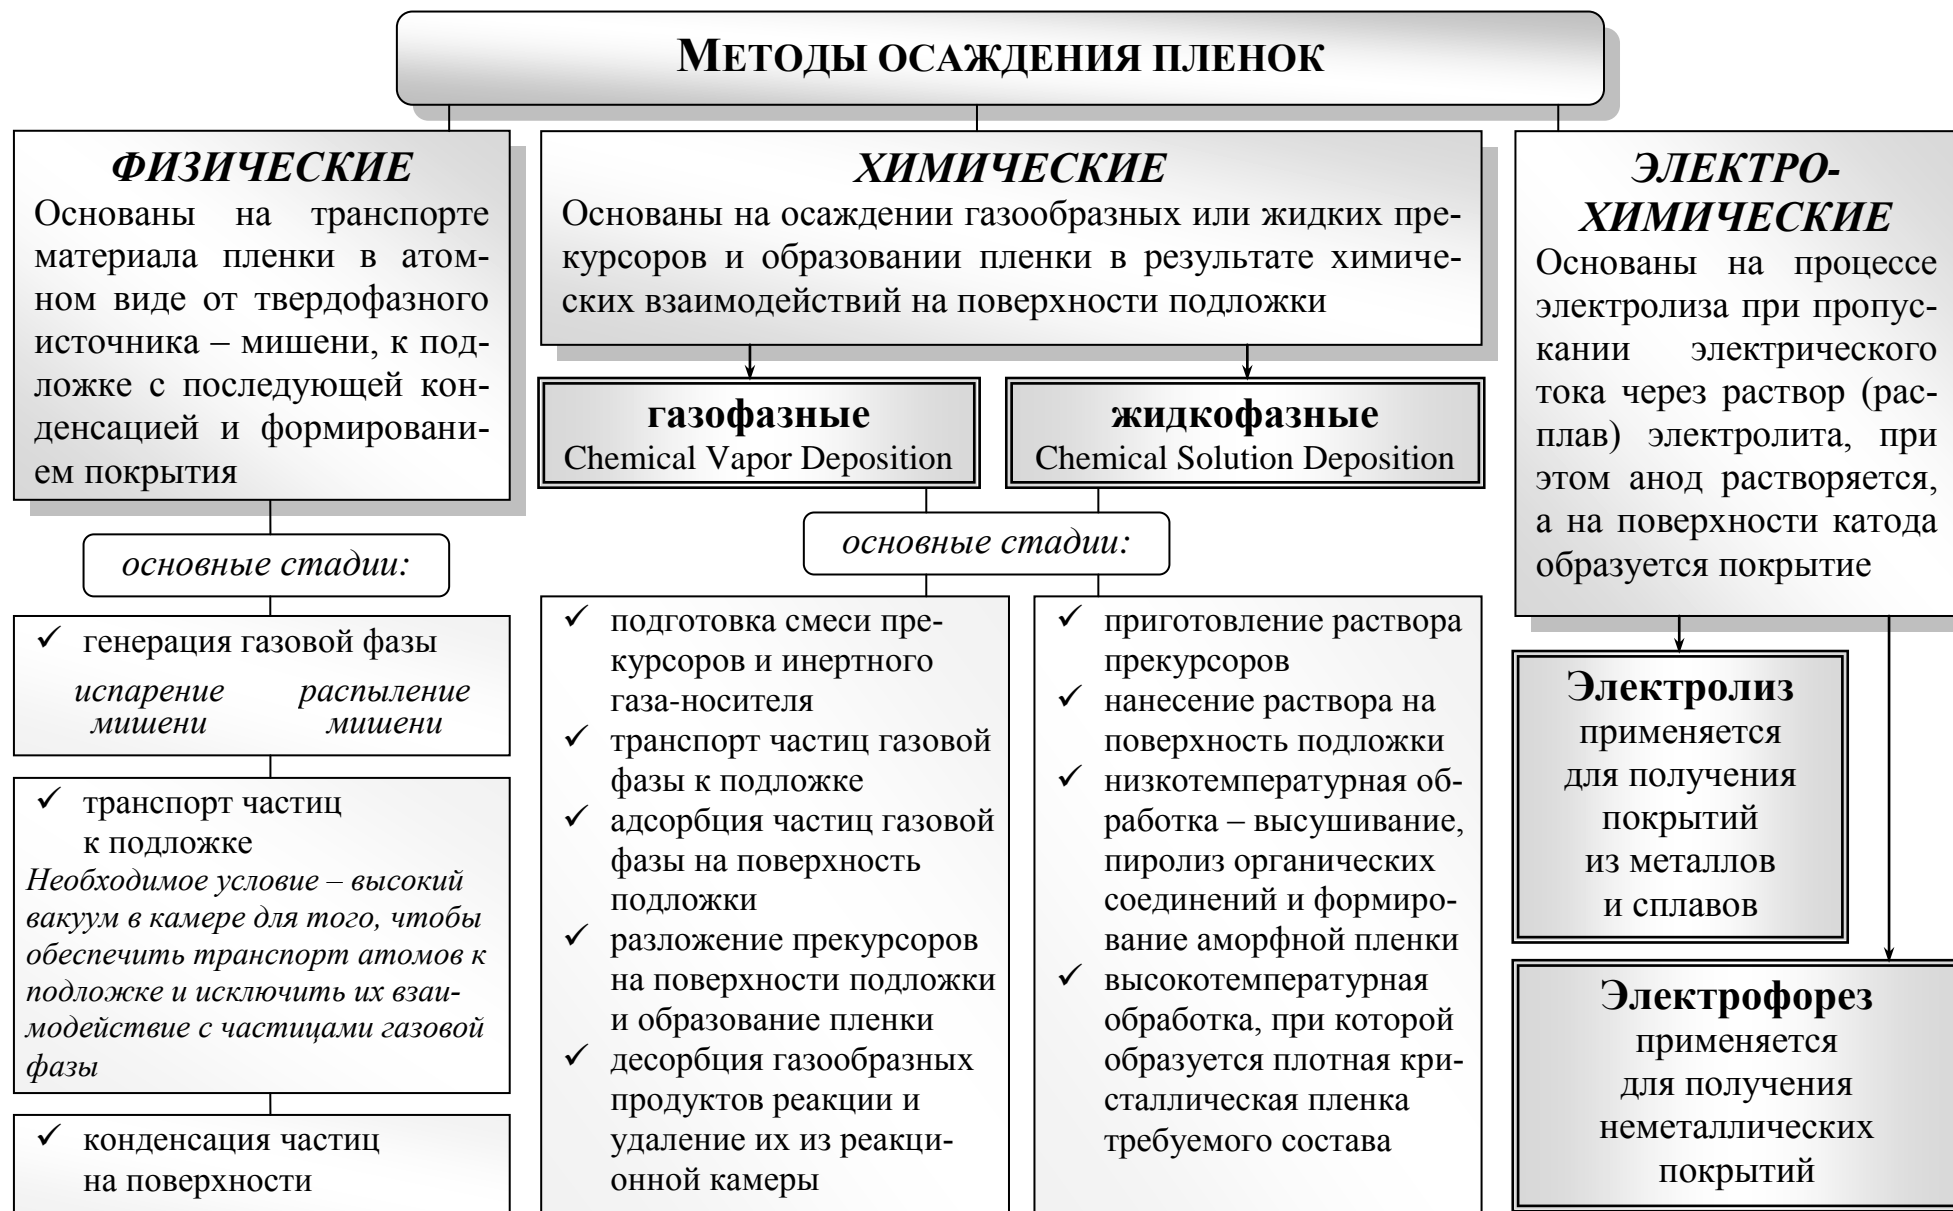 МЕТОДЫ ОСАЖДЕНИЯ ПЛЕНОК
ФИЗИЧЕСКИЕ
Основаны на транспорте
материала пленки в атом-
ном виде от твердофазного
источника – мишени, к под-
ложке с последующей кон-
денсацией и формировани-
ем покрытия
основные стадии:
✓ генерация газовой фазы
испарение распыление
мишени мишени
✓ транспорт частиц
к подложке
Необходимое условие – высокий
вакуум в камере для того, чтобы
обеспечить транспорт атомов к
подложке и исключить их взаи-
модействие с частицами газовой
фазы
✓ конденсация частиц
на поверхности
ХИМИЧЕСКИЕ
Основаны на осаждении газообразных или жидких пре-
курсоров и образовании пленки в результате химиче-
ских взаимодействий на поверхности подложки
газофазные
Chemical Vapor Deposition
жидкофазные
Chemical Solution Deposition
основные стадии:
✓ подготовка смеси пре-
курсоров и инертного
газа-носителя
✓ транспорт частиц газовой
фазы к подложке
✓ адсорбция частиц газовой
фазы на поверхность
подложки
✓ разложение прекурсоров
на поверхности подложки
и образование пленки
✓ десорбция газообразных
продуктов реакции и
удаление их из реакци-
онной камеры
✓ приготовление раствора
прекурсоров
✓ нанесение раствора на
поверхность подложки
✓ низкотемпературная об-
работка – высушивание,
пиролиз органических
соединений и формиро-
вание аморфной пленки
✓ высокотемпературная
обработка, при которой
образуется плотная кри-
сталлическая пленка
требуемого состава
ЭЛЕКТРО-
ХИМИЧЕСКИЕ
Основаны на процессе
электролиза при пропус-
кании электрического
тока через раствор (рас-
плав) электролита, при
этом анод растворяется,
а на поверхности катода
образуется покрытие
Электролиз
применяется
для получения
покрытий
из металлов
и сплавов
Электрофорез
применяется
для получения
неметаллических
покрытий